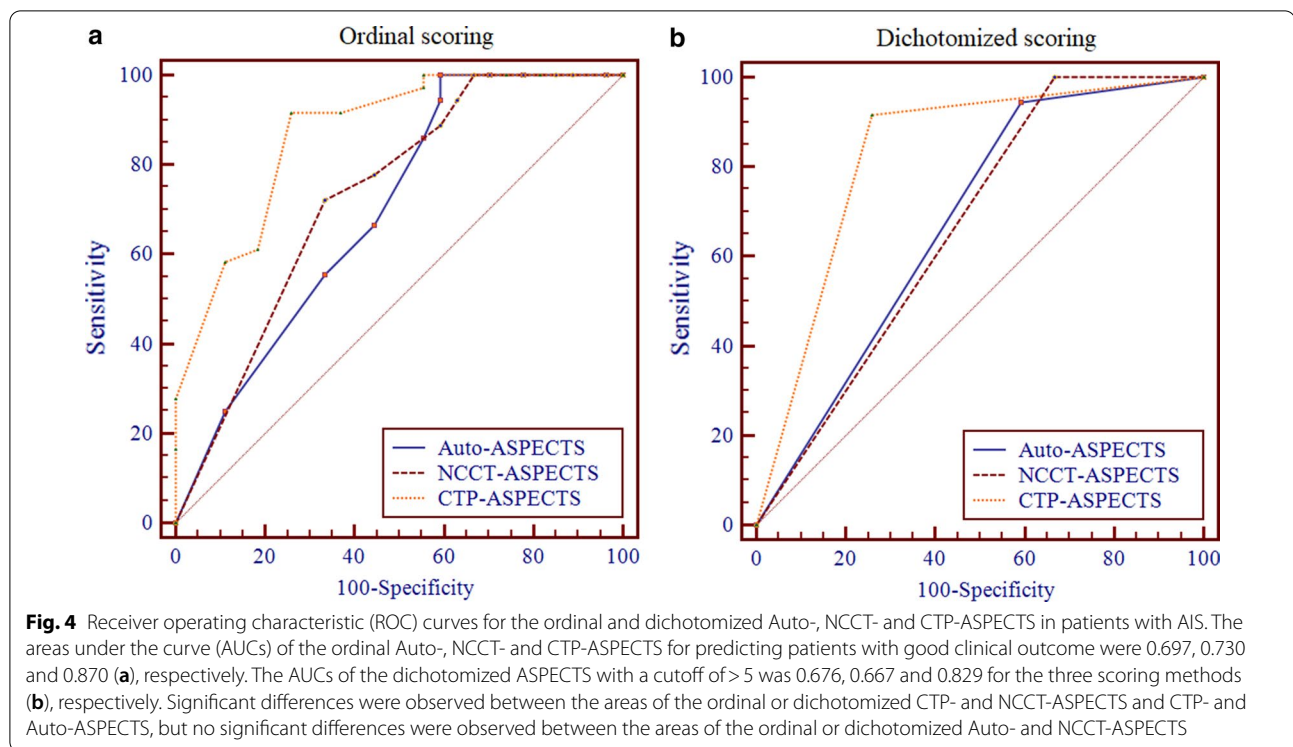 a
Ordinal scoring
100
80
60
40
20
0
Sensitivity
Auto-ASPECTS
NCCT-ASPECTS
CTP-ASPECTS
0 20 40 60 80 100
100-Specificity
b
Dichotomized scoring
100
80
60
40
20
0
Sensitivity
Auto-ASPECTS
NCCT-ASPECTS
CTP-ASPECTS
0 20 40 60 80 100
100-Specificity
Fig. 4 Receiver operating characteristic (ROC) curves for the ordinal and dichotomized Auto-, NCCT- and CTP-ASPECTS in patients with AIS. The
areas under the curve (AUCs) of the ordinal Auto-, NCCT- and CTP-ASPECTS for predicting patients with good clinical outcome were 0.697, 0.730
and 0.870 (a), respectively. The AUCs of the dichotomized ASPECTS with a cutoff of > 5 was 0.676, 0.667 and 0.829 for the three scoring methods
(b), respectively. Significant differences were observed between the areas of the ordinal or dichotomized CTP- and NCCT-ASPECTS and CTP- and
Auto-ASPECTS, but no significant differences were observed between the areas of the ordinal or dichotomized Auto- and NCCT-ASPECTS